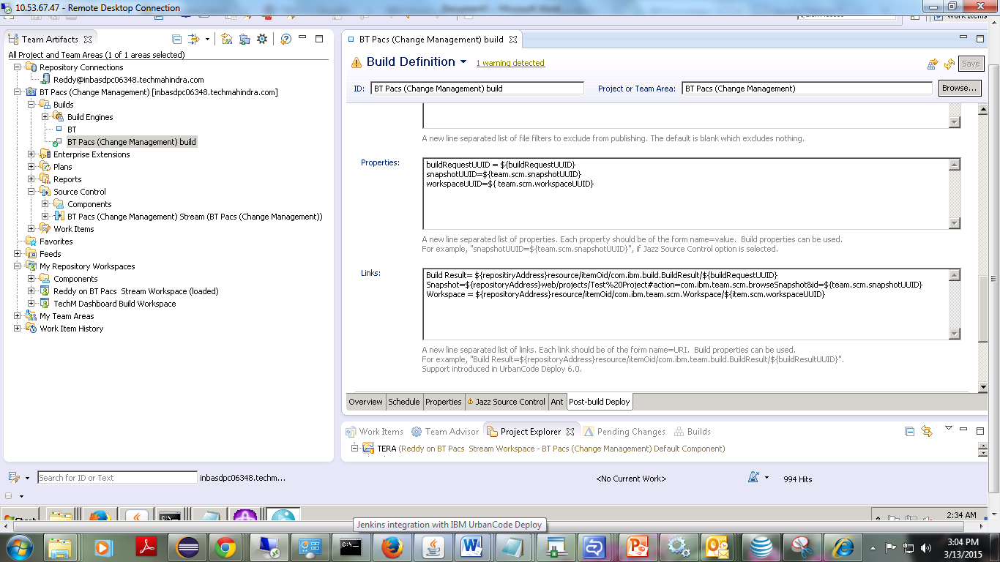 10.53.67.47 - Remote Desktop Connection
Work Items
Team Artifacts
All Project and Team Areas (1 of 1 areas selected)
Repository Connections
Reddy@inbasdpc06348.techmahindra.com
BT Pacs (Change Management) [inbasdpc06348.techmahindra.com]
Builds
Build Engines
BT
BT Pacs (Change Management) build
Enterprise Extensions
Plans
Reports
Source Control
Components
BT Pacs (Change Management) Stream (BT Pacs (Change Management))
Work Items
Favorites
Feeds
My Repository Workspaces
Components
Reddy on BT Pacs  Stream Workspace (loaded)
TechM Dashboard Build Workspace
My Team Areas
Work Item History
BT Pacs (Change Management) build
Build Definition
1 warning detected
Save
ID: BT Pacs (Change Management) build
Project or Team Area: BT Pacs (Change Management)
Browse...
A new line separated list of file filters to exclude from publishing. The default is blank which excludes nothing.
Properties:
buildRequestUUID = ${buildRequestUUID}
snapshotUUID=${team.scm.snapshotUUID}
workspaceUUID=${ team.scm.workspaceUUID}
A new line separated list of properties. Each property should be of the form name=value.  Build properties can be used.
For example, "snapshotUUID=${team.scm.snapshotUUID}", if Jazz Source Control option is selected.
Links:
Build Result= ${repositiryAddress}resource/itemOid/com.ibm.build.BuildResult/${buildRequestUUID}
Snapshot=${repositoryAddress}web/projects/Test%20Project#action=com.ibm.team.scm.browseSnapshot&id=${team.scm.snapshotUUID}
Workspace = ${repositoryAddress}resource/itemOid/com.ibm.team.scm.Workspace/${item.scm.workspaceUUID}
A new line separated list of links. Each link should be of the form name=URI.  Build properties can be used.
For example, "Build Result=${repositoryAddress}resource/itemOid/com.ibm.team.build.BuildResult/${buildResultUUID}".
Support introduced in UrbanCode Deploy 6.0.
Overview Schedule Properties Jazz Source Control Ant Post-build Deploy
Work Items Team Advisor Project Explorer Pending Changes Builds
TERA (Reddy on BT Pacs  Stream Workspace - BT Pacs (Change Management) Default Component)
Search for ID or Text
inbasdpc06348.techm...
<No Current Work>
994 Hits
2:34 AM
Jenkins integration with IBM UrbanCode Deploy
3:04 PM
3/13/2015